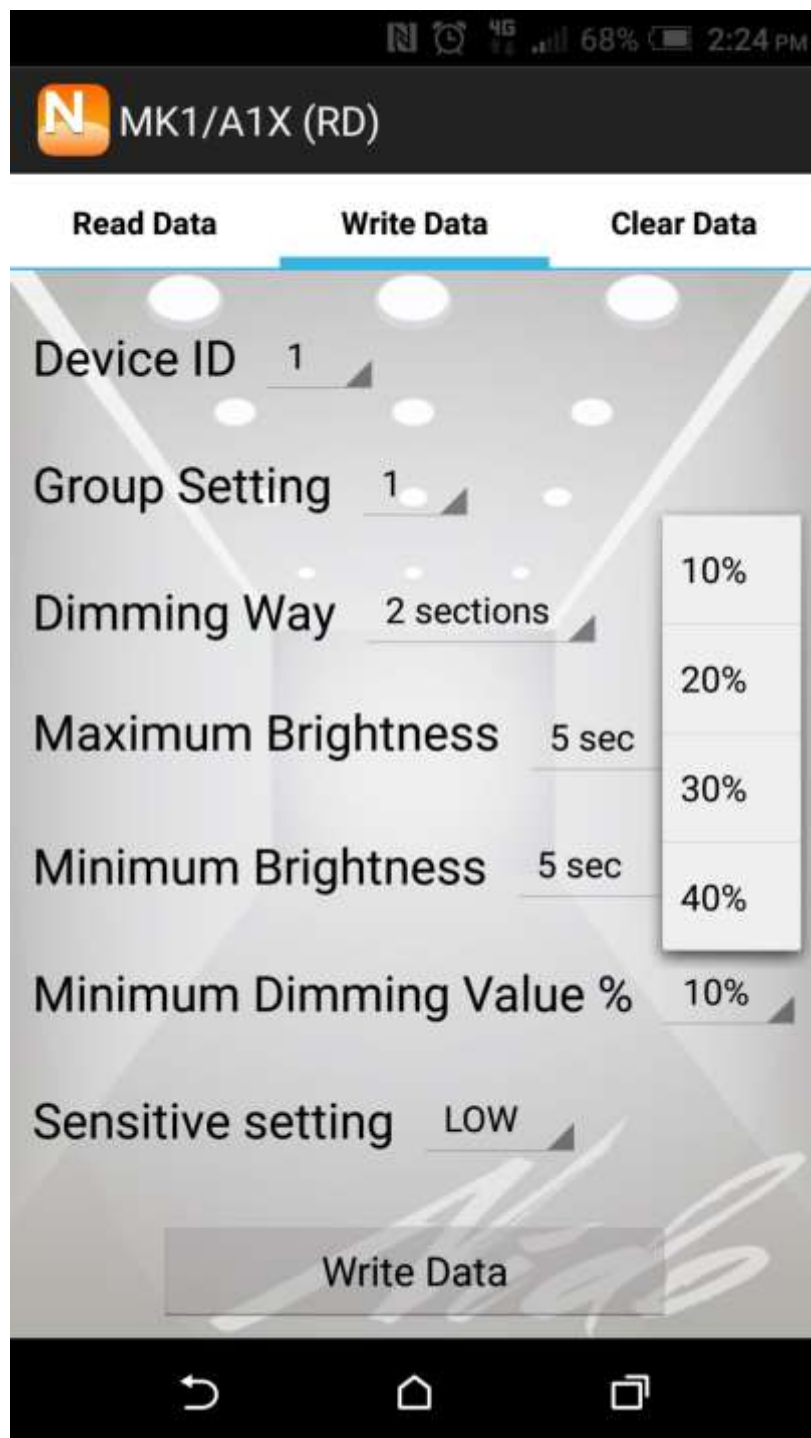 4G 68% 2:24 PM
N MK1/A1X (RD)
Read Data Write Data Clear Data
Device ID 1
Group Setting 1
Dimming Way 2 sections
Maximum Brightness 5 sec
Minimum Brightness 5 sec
10%
20%
30%
40%
Minimum Dimming Value % 10%
Sensitive setting LOW
Write Data